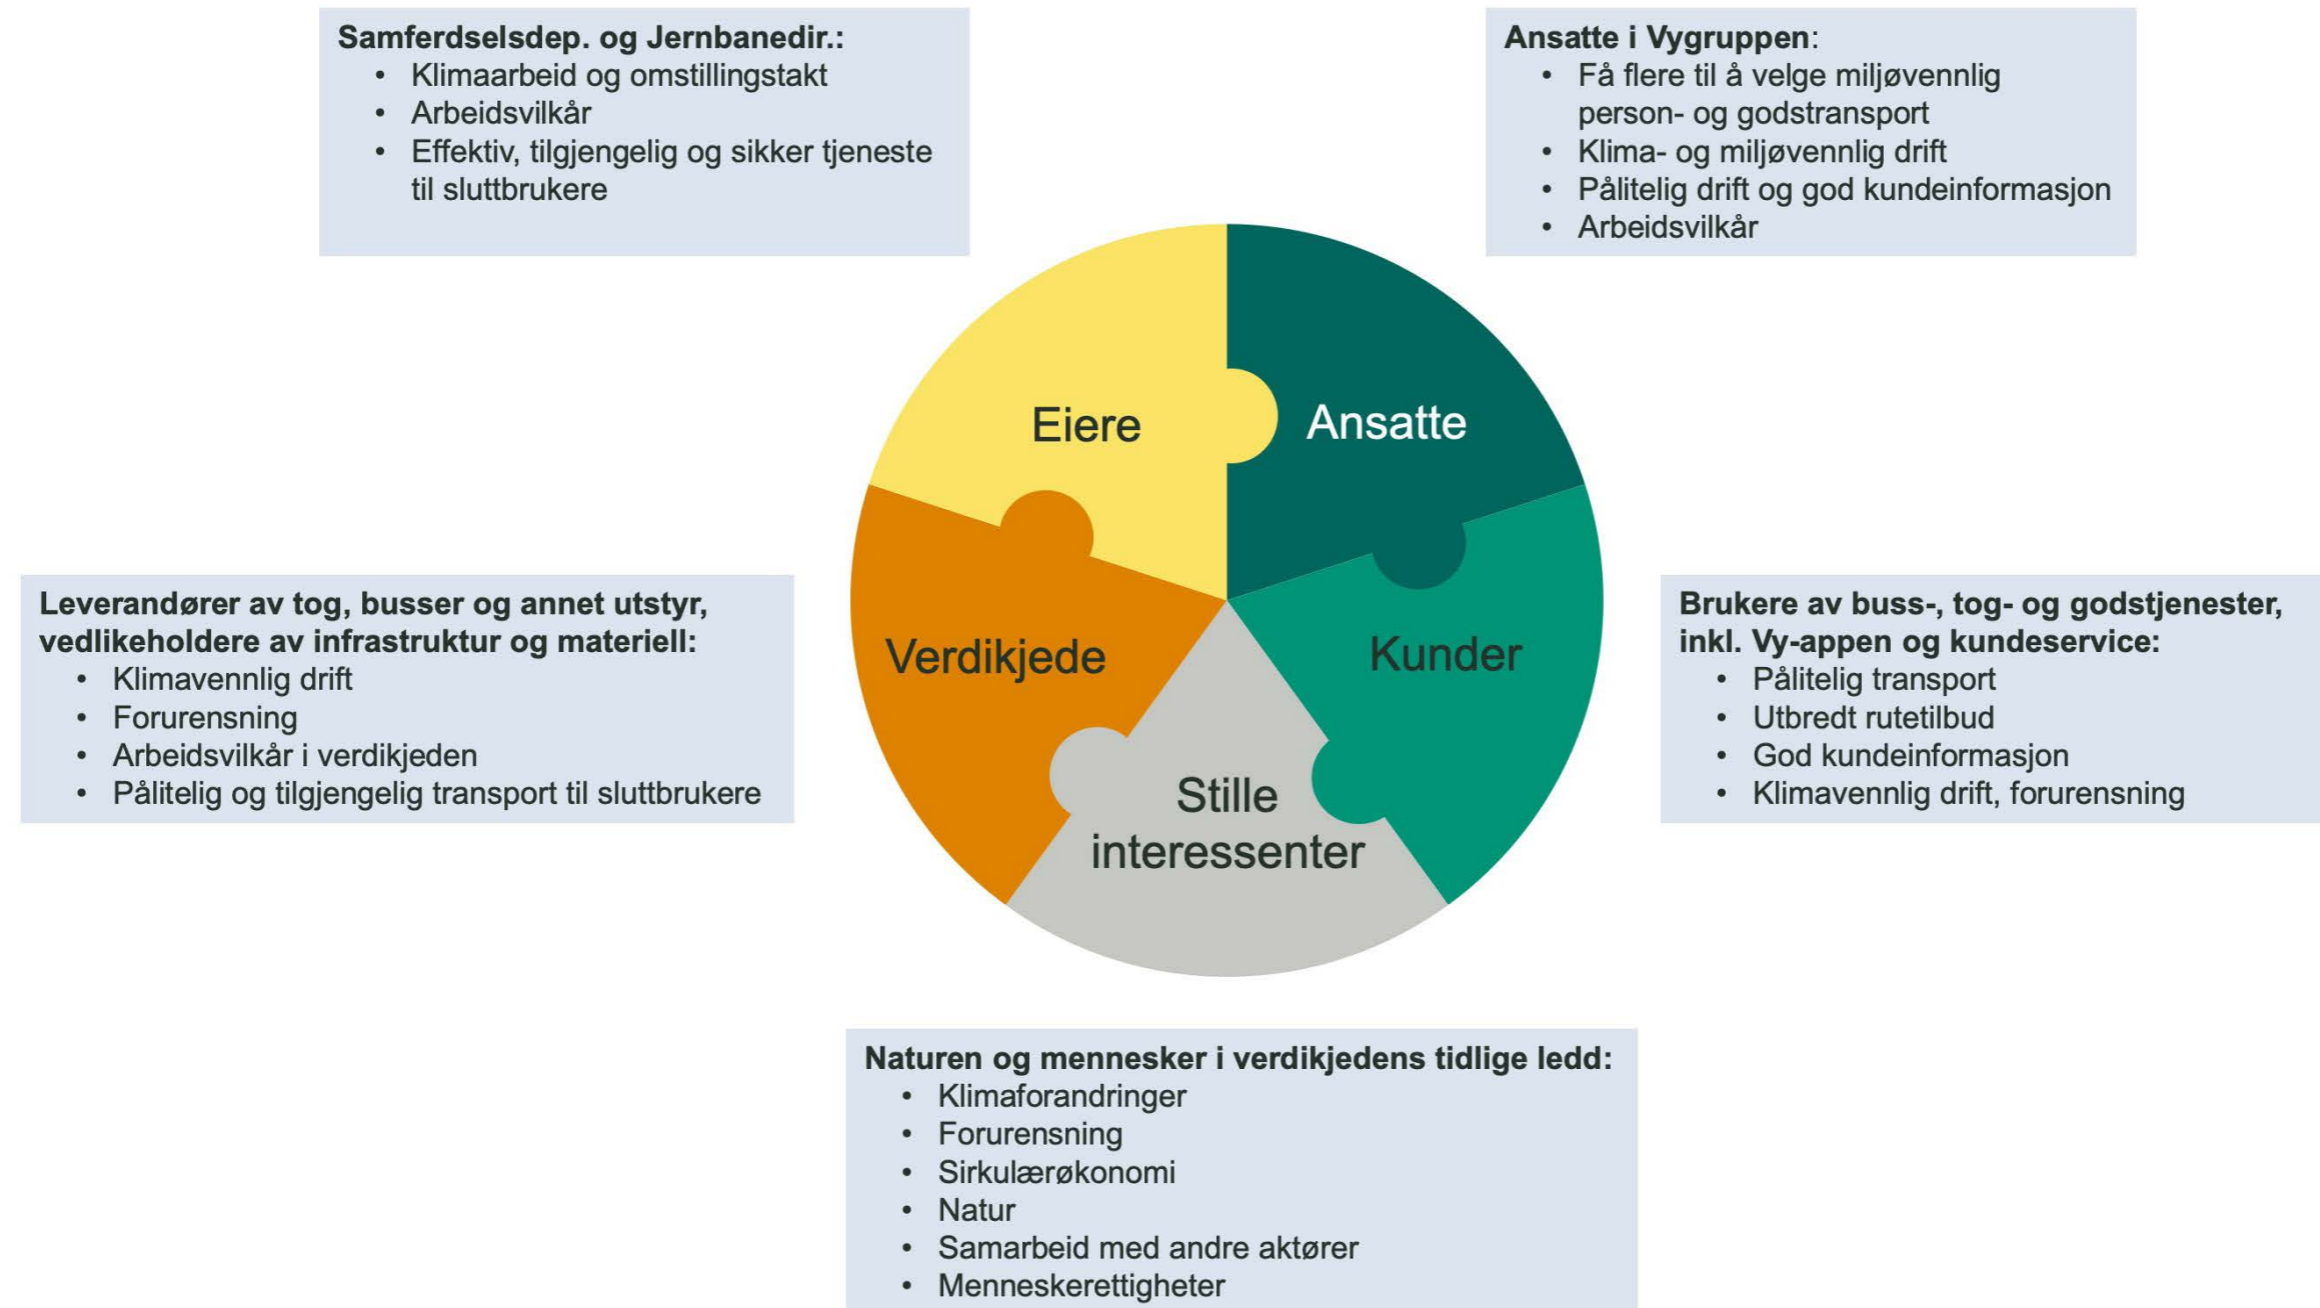 Samferdselsdep. og Jernbanedir.:
• Klimaarbeid og omstillingstakt
• Arbeidsvilkår
• Effektiv, tilgjengelig og sikker tjeneste
til sluttbrukere
Ansatte i Vygruppen:
• Få flere til å velge miljøvennlig
person- og godstransport
• Klima- og miljøvennlig drift
• Pålitelig drift og god kundeinformasjon
• Arbeidsvilkår
Eiere
Ansatte
Verdikjede
Kunder
Stille
interessenter
Leverandører av tog, busser og annet utstyr,
vedlikeholdere av infrastruktur og materiell:
• Klimavennlig drift
• Forurensning
• Arbeidsvilkår i verdikjeden
• Pålitelig og tilgjengelig transport til sluttbrukere
Brukere av buss-, tog- og godstjenester,
inkl. Vy-appen og kundeservice:
• Pålitelig transport
• Utbredt rutetilbud
• God kundeinformasjon
• Klimavennlig drift, forurensning
Naturen og mennesker i verdikjedens tidlige ledd:
• Klimaforandringer
• Forurensning
• Sirkulærøkonomi
• Natur
• Samarbeid med andre aktører
• Menneskerettigheter